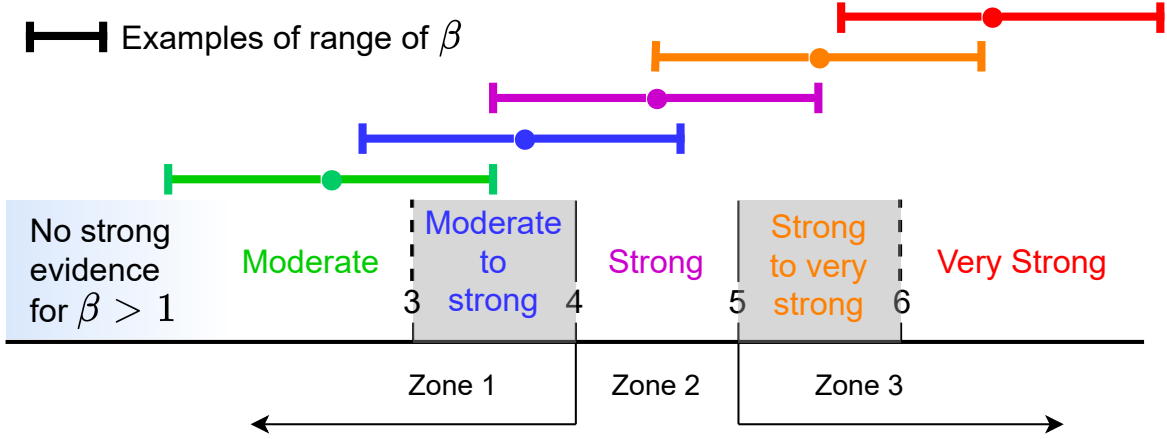 Examples of range of β
No strong
evidence
for β > 1
Moderate
3
Moderate
to
strong
4
Strong
5
Strong
to very
strong
6
Very Strong
Zone 1
Zone 2
Zone 3